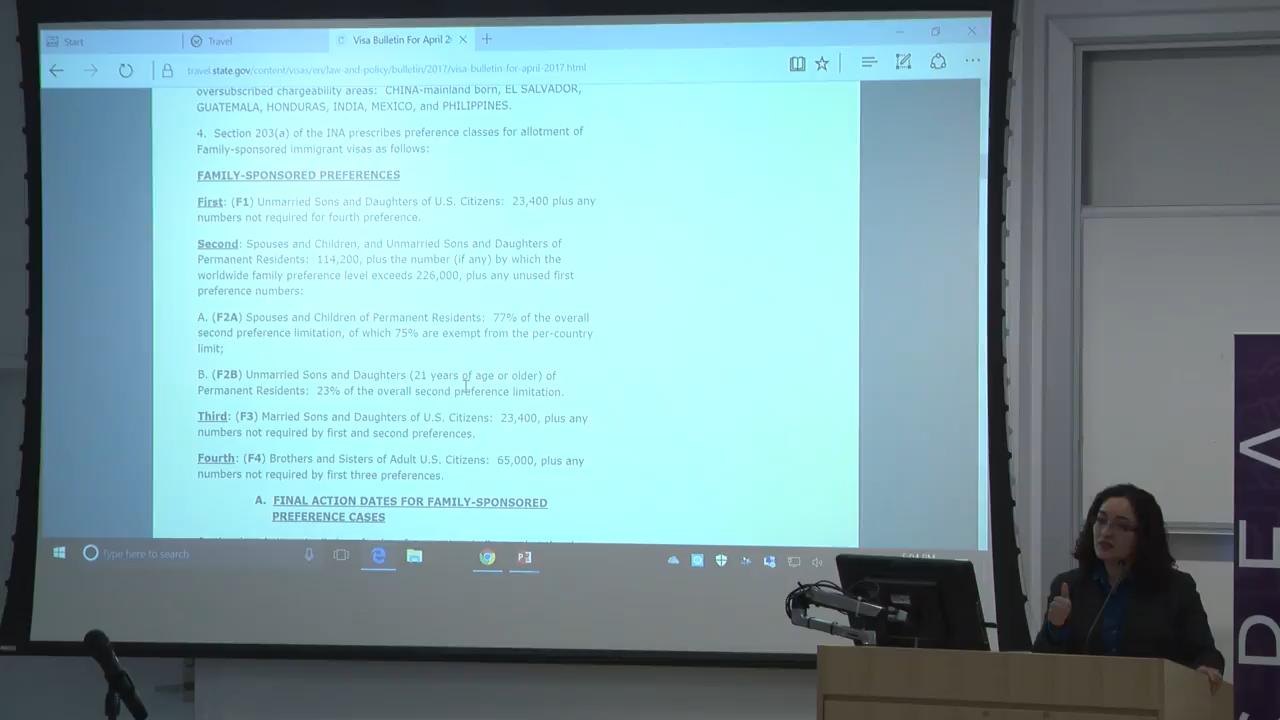 Start
Travel
Visa Bulletin For April 2
travel.state.gov/content/visas/en/law-and-policy/bulletin/2017/visa-bulletin-for-april-2017.html
oversubscribed chargeability areas: CHINA-mainland born, EL SALVADOR,
GUATEMALA, HONDURAS, INDIA, MEXICO, and PHILIPPINES.
4. Section 203(a) of the INA prescribes preference classes for allotment of
Family-sponsored immigrant visas as follows:
FAMILY-SPONSORED PREFERENCES
First: (F1) Unmarried Sons and Daughters of U.S. Citizens: 23,400 plus any
numbers not required for fourth preference.
Second: Spouses and Children, and Unmarried Sons and Daughters of
Permanent Residents: 114,200, plus the number (if any) by which the
worldwide family preference level exceeds 226,000, plus any unused first
preference numbers:
A. (F2A) Spouses and Children of Permanent Residents: 77% of the overall
second preference limitation, of which 75% are exempt from the per-country
limit;
B. (F2B) Unmarried Sons and Daughters (21 years of age or older) of
Permanent Residents: 23% of the overall second preference limitation.
Third: (F3) Married Sons and Daughters of U.S. Citizens: 23,400, plus any
numbers not required by first and second preferences.
Fourth: (F4) Brothers and Sisters of Adult U.S. Citizens: 65,000, plus any
numbers not required by first three preferences.
A. FINAL ACTION DATES FOR FAMILY-SPONSORED
PREFERENCE CASES
Type here to search